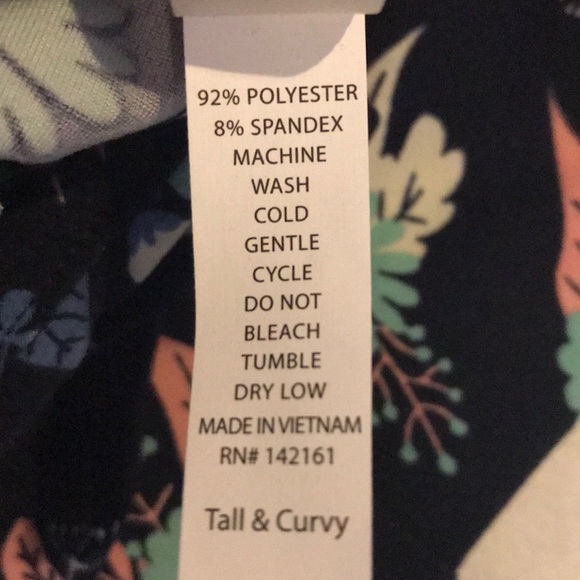 92% POLYESTER
8% SPANDEX
MACHINE
WASH
COLD
GENTLE
CYCLE
DO NOT
BLEACH
TUMBLE
DRY LOW
MADE IN VIETNAM
RN# 142161
Tall & Curvy